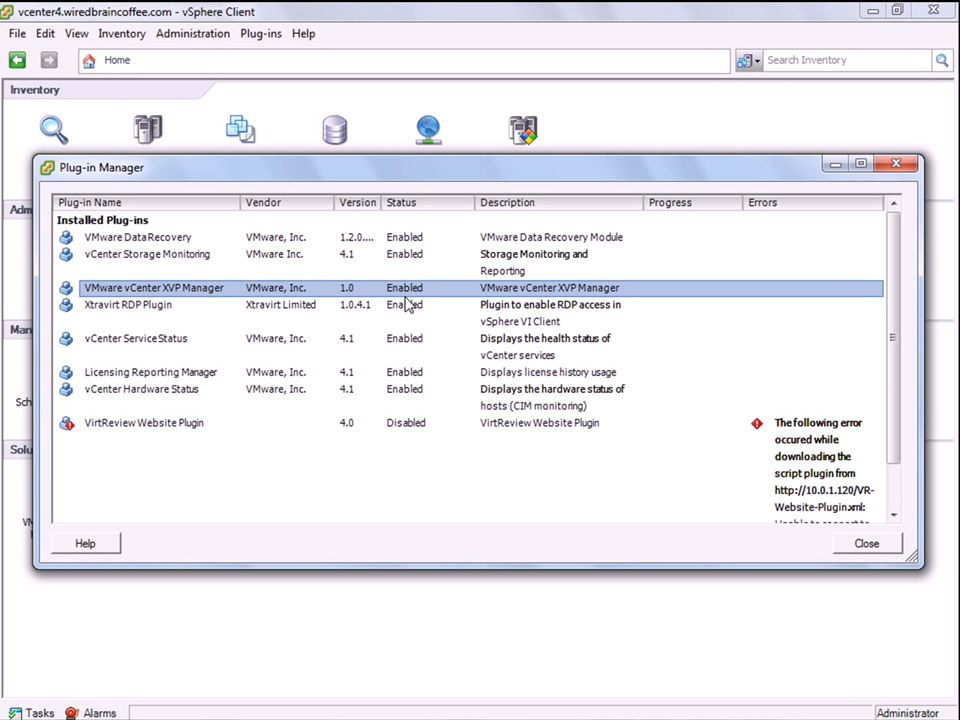 vcenter4.wiredbraincoffee.com - vSphere Client
File Edit View Inventory Administration Plug-ins Help
Home
Search Inventory
Inventory
Plug-in Manager
Plug-in Name Vendor Version Status Description Progress Errors
Installed Plug-ins
VMware Data Recovery VMware, Inc. 1.2.0.... Enabled VMware Data Recovery Module
vCenter Storage Monitoring VMware Inc. 4.1 Enabled Storage Monitoring and
Reporting
VMware vCenter XVP Manager VMware, Inc. 1.0 Enabled VMware vCenter XVP Manager
Xtravirt RDP Plugin Xtravirt Limited 1.0.4.1 Enabled Plugin to enable RDP access in
vSphere VI Client
vCenter Service Status VMware, Inc. 4.1 Enabled Displays the health status of
vCenter services
Licensing Reporting Manager VMware, Inc. 4.1 Enabled Displays license history usage
vCenter Hardware Status VMware, Inc. 4.1 Enabled Displays the hardware status of
hosts (CIM monitoring)
VirtReview Website Plugin 4.0 Disabled VirtReview Website Plugin The following error
occured while
downloading the
script plugin from
http://10.0.1.120/VR-
Website-Plugin.xml:
Unable to connect to
Help Close
Tasks Alarms Administrator